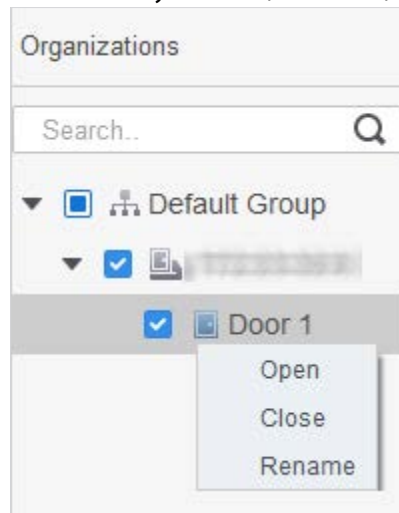 Organizations
Search..
Default Group
Door 1
Open
Close
Rename